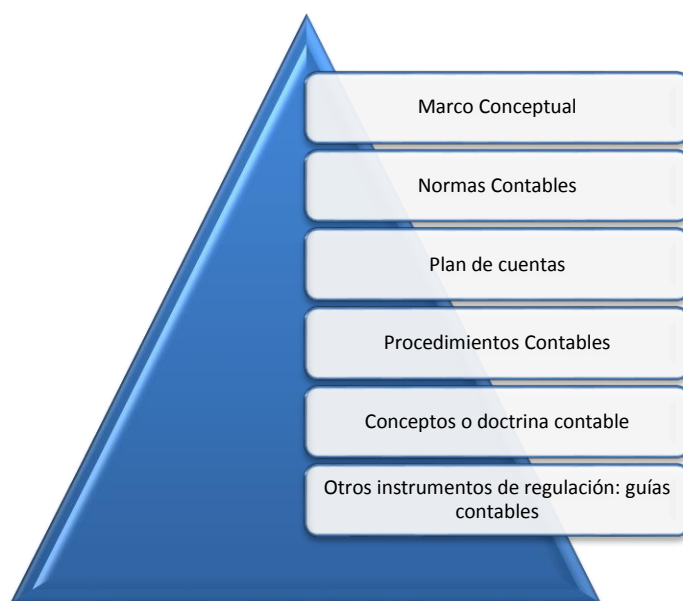 Marco Conceptual
Normas Contables
Plan de cuentas
Procedimientos Contables
Conceptos o doctrina contable
Otros instrumentos de regulación: guías
contables